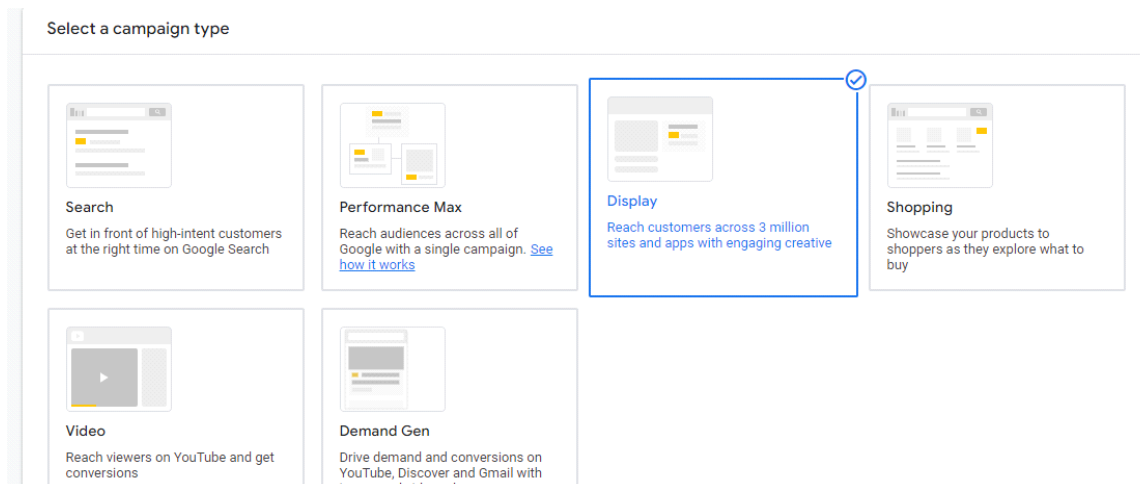 Select a campaign type
Search
Get in front of high-intent customers
at the right time on Google Search
Performance Max
Reach audiences across all of
Google with a single campaign. See
how it works
Display
Reach customers across 3 million
sites and apps with engaging creative
Shopping
Showcase your products to
shoppers as they explore what to
buy
Video
Reach viewers on YouTube and get
conversions
Demand Gen
Drive demand and conversions on
YouTube, Discover and Gmail with